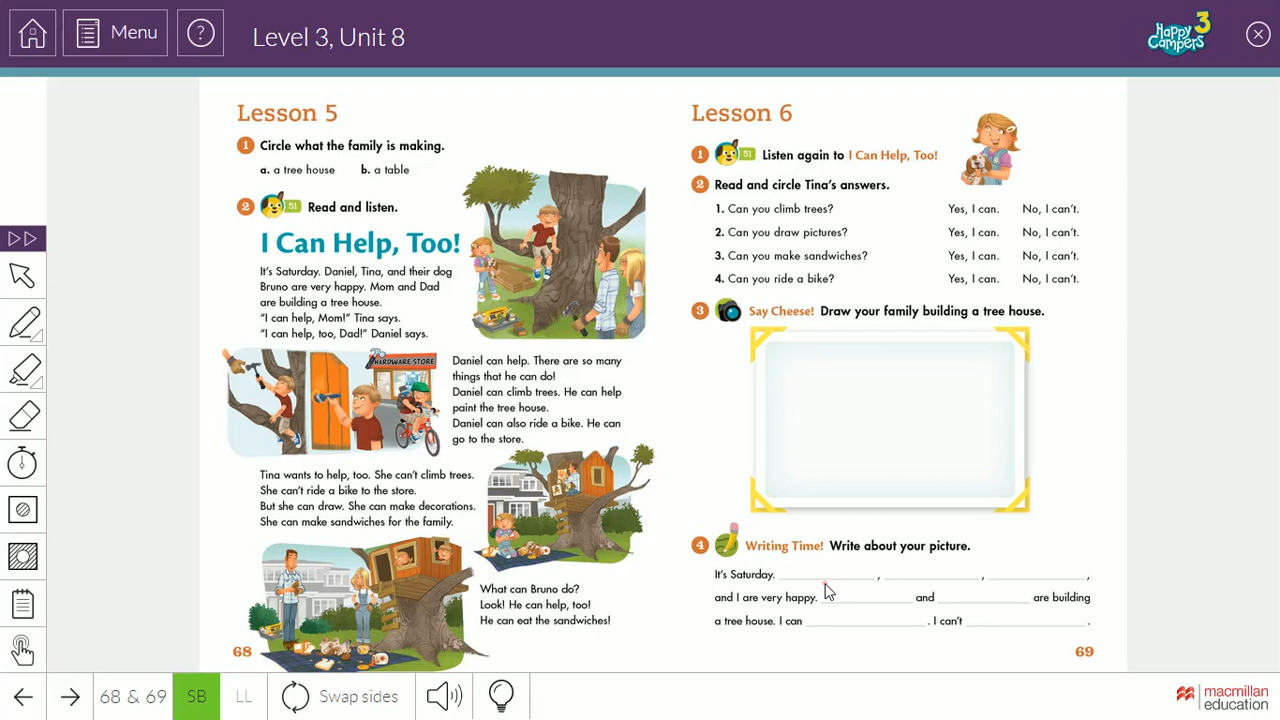 Menu
?
Level 3, Unit 8
Happy Campers 3
Lesson 5
1 Circle what the family is making.
a. a tree house b. a table
2 51 Read and listen.
I Can Help, Too!
It's Saturday. Daniel, Tina, and their dog
Bruno are very happy. Mom and Dad
are building a tree house.
"I can help, Mom!" Tina says.
"I can help, too, Dad!" Daniel says.
HARDWARE STORE
Daniel can help. There are so many
things that he can do!
Daniel can climb trees. He can help
paint the tree house.
Daniel can also ride a bike. He can
go to the store.
Tina wants to help, too. She can't climb trees.
She can't ride a bike to the store.
But she can draw. She can make decorations.
She can make sandwiches for the family.
What can Bruno do?
Look! He can help, too!
He can eat the sandwiches!
68
Lesson 6
1 51 Listen again to I Can Help, Too!
2 Read and circle Tina's answers.
1. Can you climb trees? Yes, I can. No, I can't.
2. Can you draw pictures? Yes, I can. No, I can't.
3. Can you make sandwiches? Yes, I can. No, I can't.
4. Can you ride a bike? Yes, I can. No, I can't.
3 Say Cheese! Draw your family building a tree house.
4 Writing Time! Write about your picture.
It's Saturday. , , ,
and I are very happy. and are building
a tree house. I can . I can't .
69
68 & 69
SB
LL
Swap sides
macmillan
education